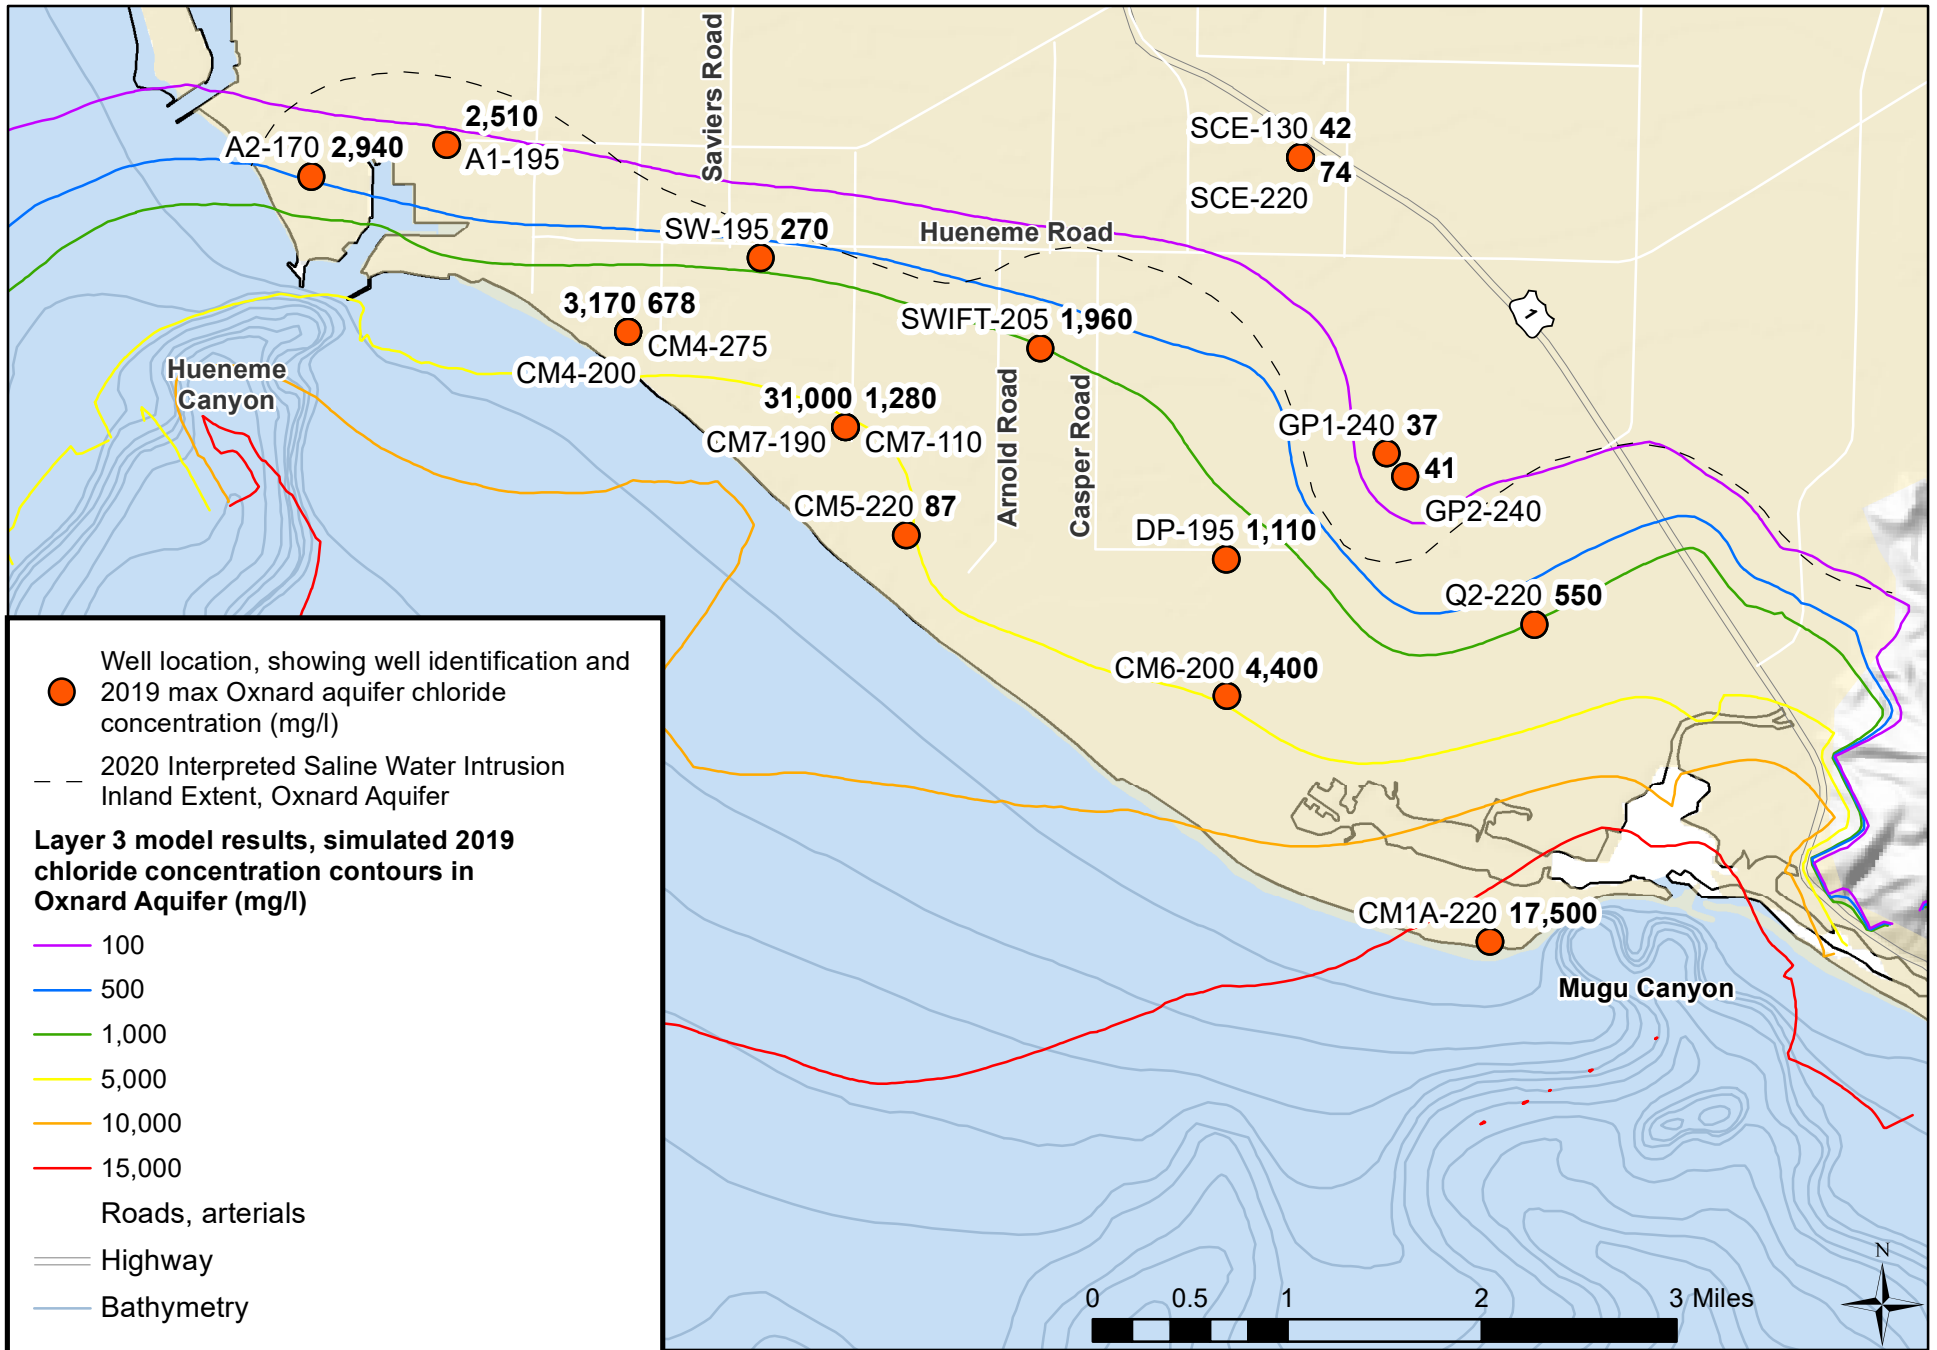 Saviers Road
2,510
A2-170 2,940
A1-195
SCE-130 42
74
SCE-220
SW-195 270
Hueneme Road
3,170 678
CM4-275
CM4-200
SWIFT-205 1,960
1
Hueneme
Canyon
31,000 1,280
CM7-190
CM7-110
Arnold Road
Casper Road
GP1-240 37
41
GP2-240
CM5-220 87
DP-195 1,110
Q2-220 550
CM6-200 4,400
CM1A-220 17,500
Mugu Canyon
Well location, showing well identification and
2019 max Oxnard aquifer chloride
concentration (mg/l)
2020 Interpreted Saline Water Intrusion
Inland Extent, Oxnard Aquifer
Layer 3 model results, simulated 2019
chloride concentration contours in
Oxnard Aquifer (mg/l)
100
500
1,000
5,000
10,000
15,000
Roads, arterials
Highway
Bathymetry
0 0.5 1 2 3 Miles
N